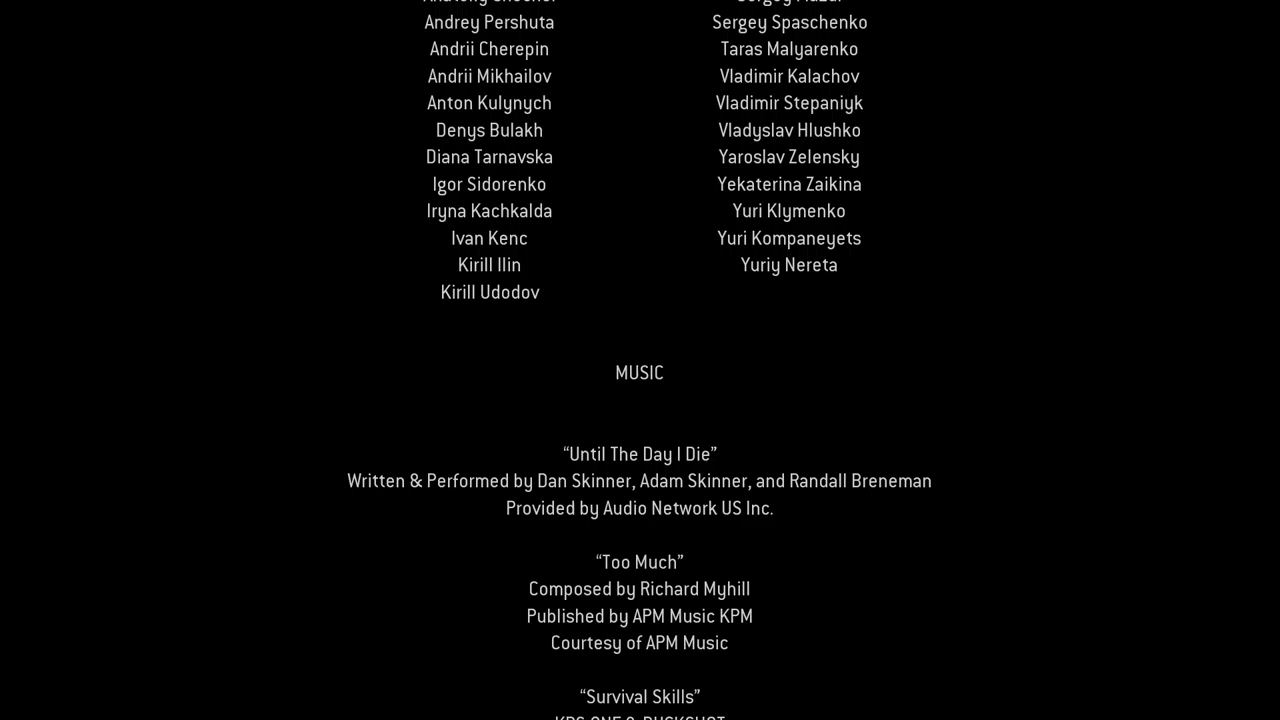 Andrey Pershuta
Andrii Cherepin
Andrii Mikhailov
Anton Kulynych
Denys Bulakh
Diana Tarnavska
Igor Sidorenko
Iryna Kachkalda
Ivan Kenc
Kirill Ilin
Kirill Udodov
Sergey Spaschenko
Taras Malyarenko
Vladimir Kalachov
Vladimir Stepaniyk
Vladyslav Hlushko
Yaroslav Zelensky
Yekaterina Zaikina
Yuri Klymenko
Yuri Kompaneyets
Yuriy Nereta
MUSIC
“Until The Day I Die”
Written & Performed by Dan Skinner, Adam Skinner, and Randall Breneman
Provided by Audio Network US Inc.
“Too Much”
Composed by Richard Myhill
Published by APM Music KPM
Courtesy of APM Music
“Survival Skills”